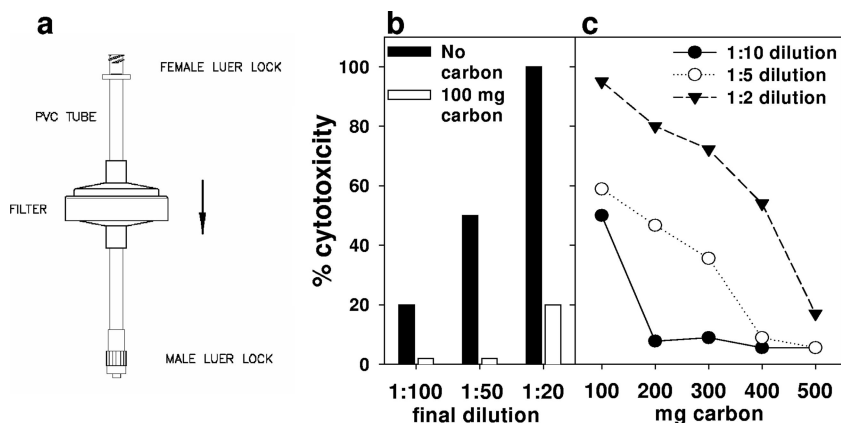 a
FEMALE LUER LOCK
PVC TUBE
FILTER
MALE LUER LOCK
b
No
carbon
100 mg
carbon
% cytotoxicity
100
80
60
40
20
0
1:100 1:50 1:20
final dilution
c
1:10 dilution
1:5 dilution
1:2 dilution
100 200 300 400 500
mg carbon